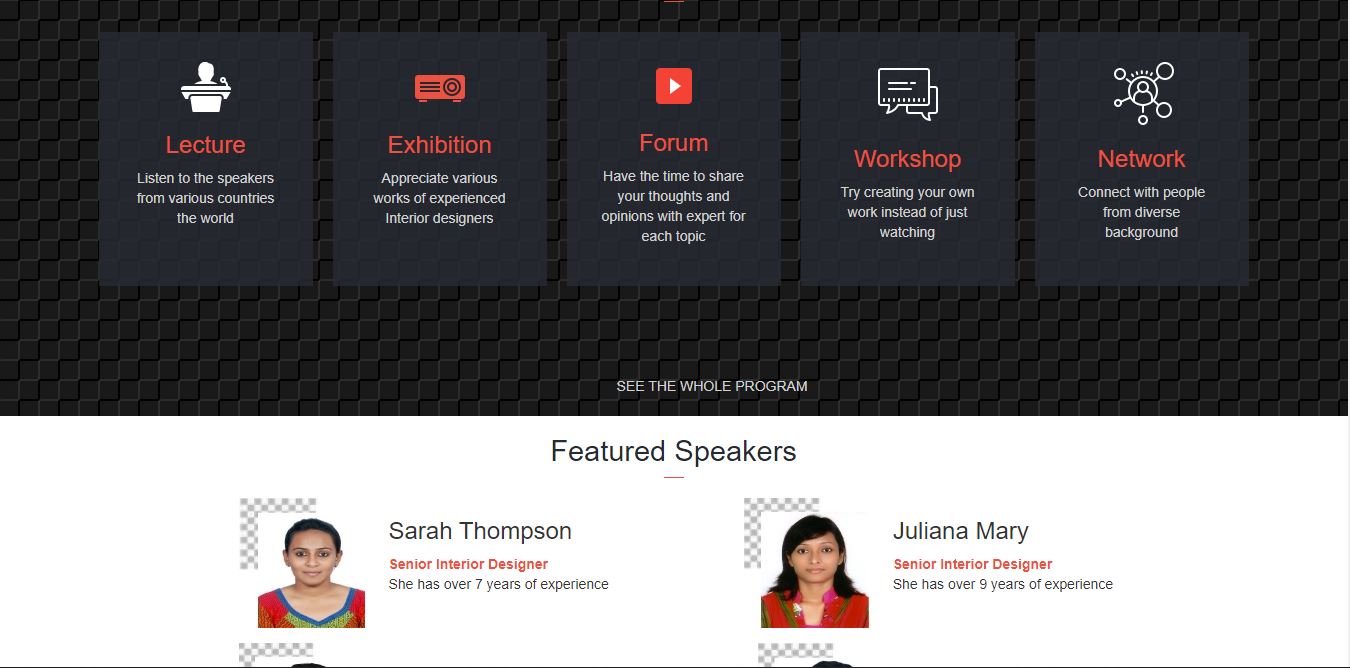 Lecture
Listen to the speakers
from various countries
the world
Exhibition
Appreciate various
works of experienced
Interior designers
Forum
Have the time to share
your thoughts and
opinions with expert for
each topic
Workshop
Try creating your own
work instead of just
watching
Network
Connect with people
from diverse
background
SEE THE WHOLE PROGRAM
Featured Speakers
Sarah Thompson
Senior Interior Designer
She has over 7 years of experience
Juliana Mary
Senior Interior Designer
She has over 9 years of experience